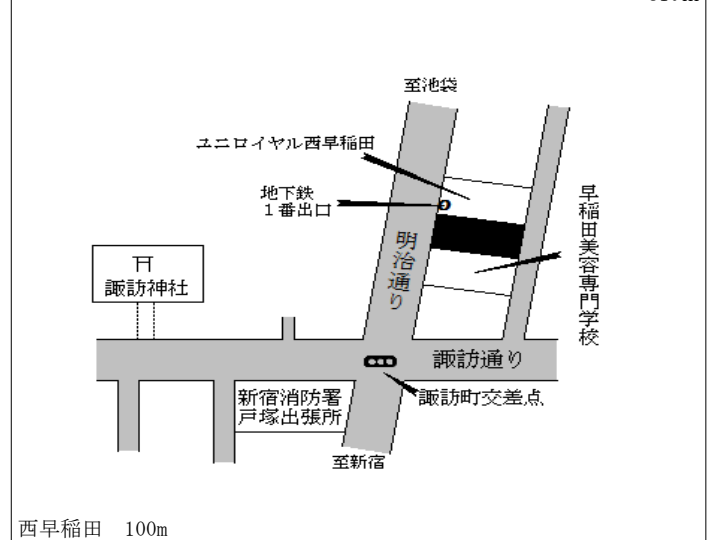 至池袋
ユニロイヤル西早稲田
地下鉄
1番出口
早稲田美容専門学校
明治通り
諏訪神社
諏訪通り
新宿消防署
戸塚出張所
諏訪町交差点
至新宿
西早稲田 100m